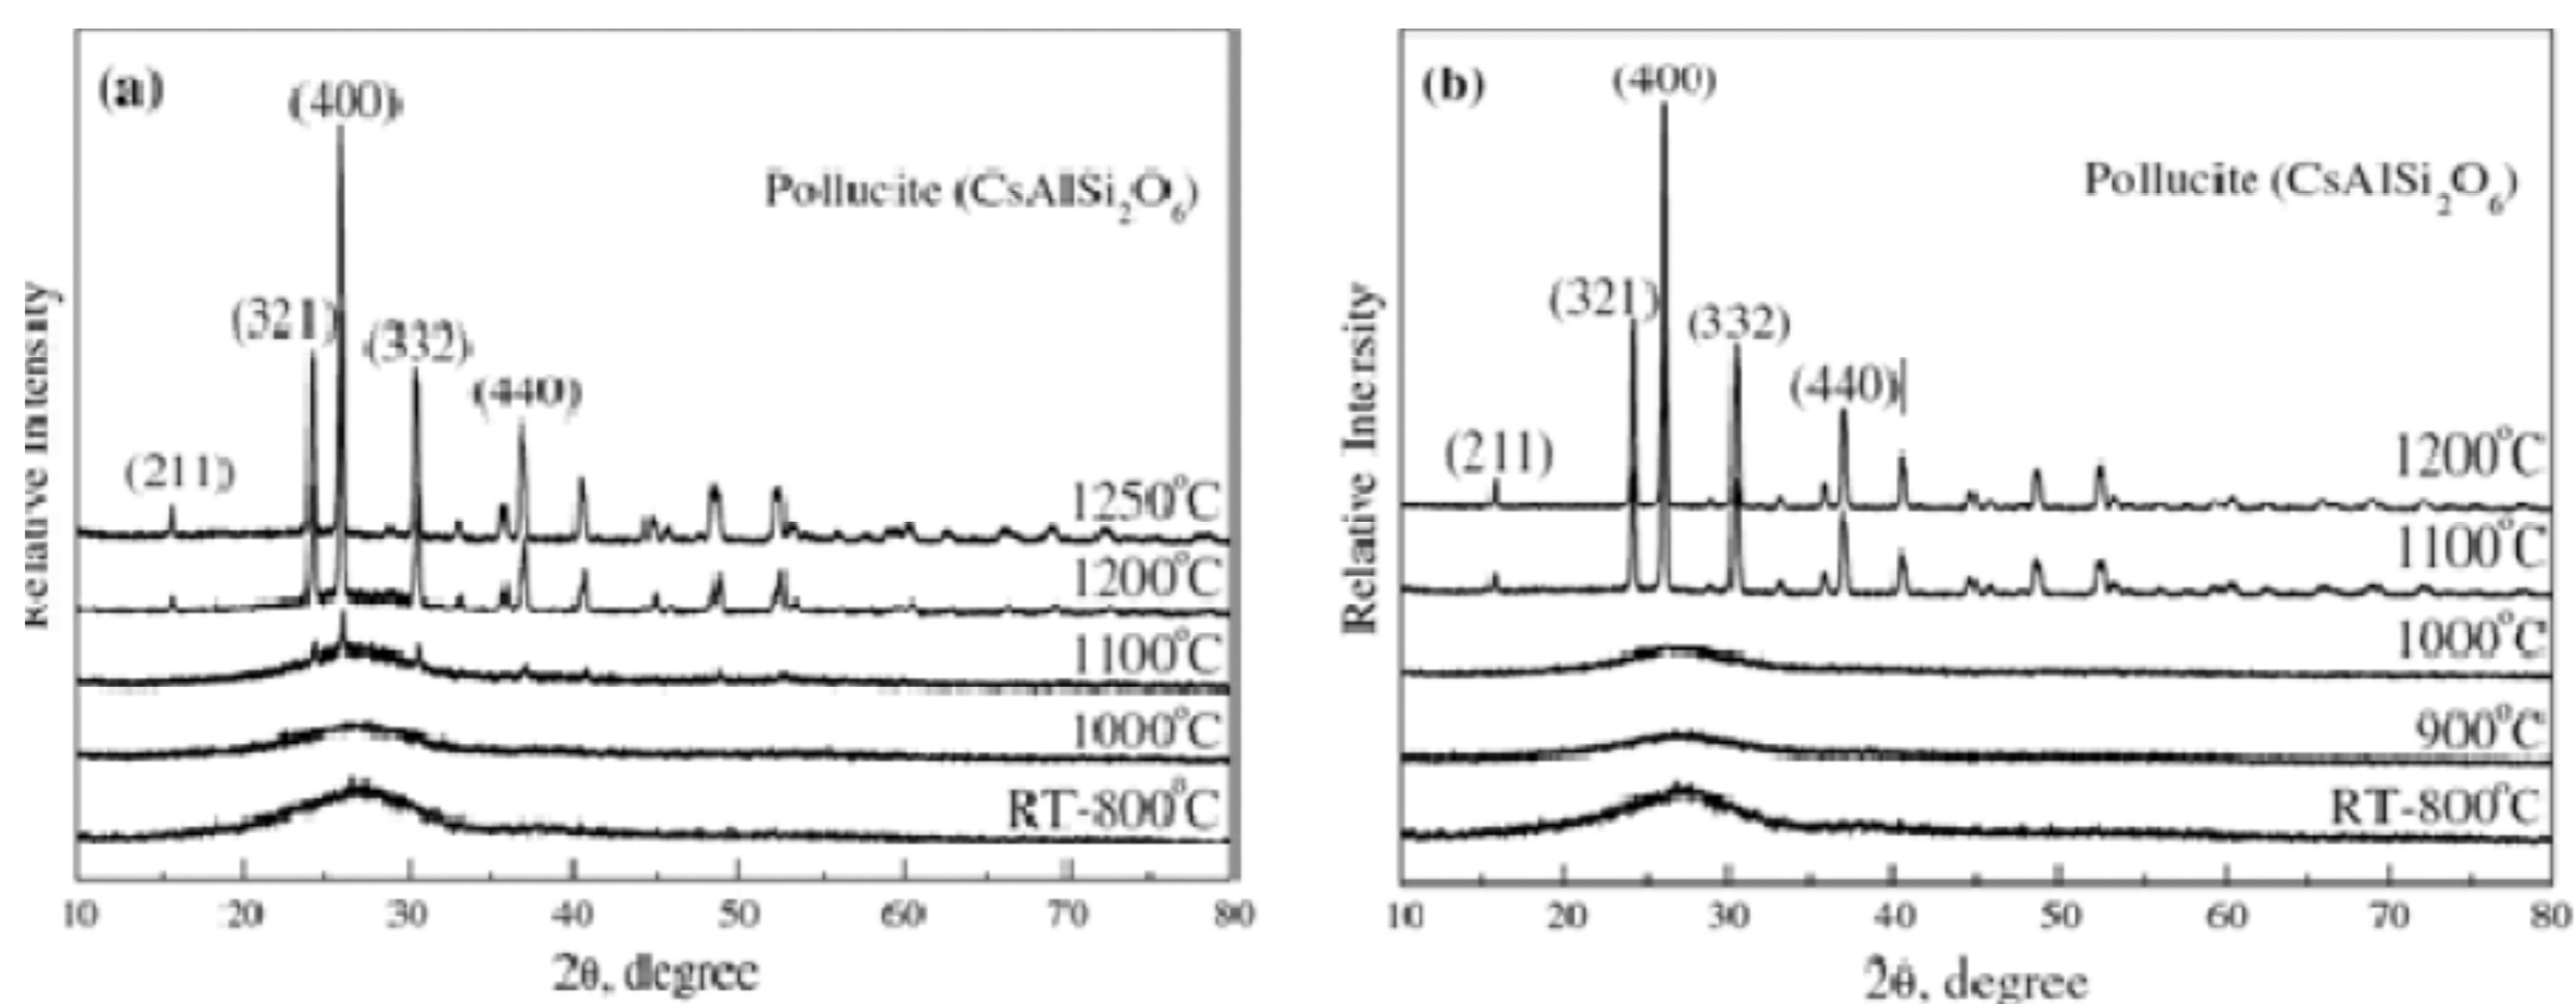 (a)
(400)
Pollucite (CsAlSi₂O₆)
(321)
(332)
(440)
(211)
1250°C
1200°C
1100°C
1000°C
RT-800°C
Relative Intensity
10 20 30 40 50 60 70 80
2θ, degree
(b)
(400)
Pollucite (CsAlSi₂O₆)
(321)
(332)
(440)
(211)
1200°C
1100°C
1000°C
900°C
RT-800°C
Relative Intensity
10 20 30 40 50 60 70 80
2θ, degree